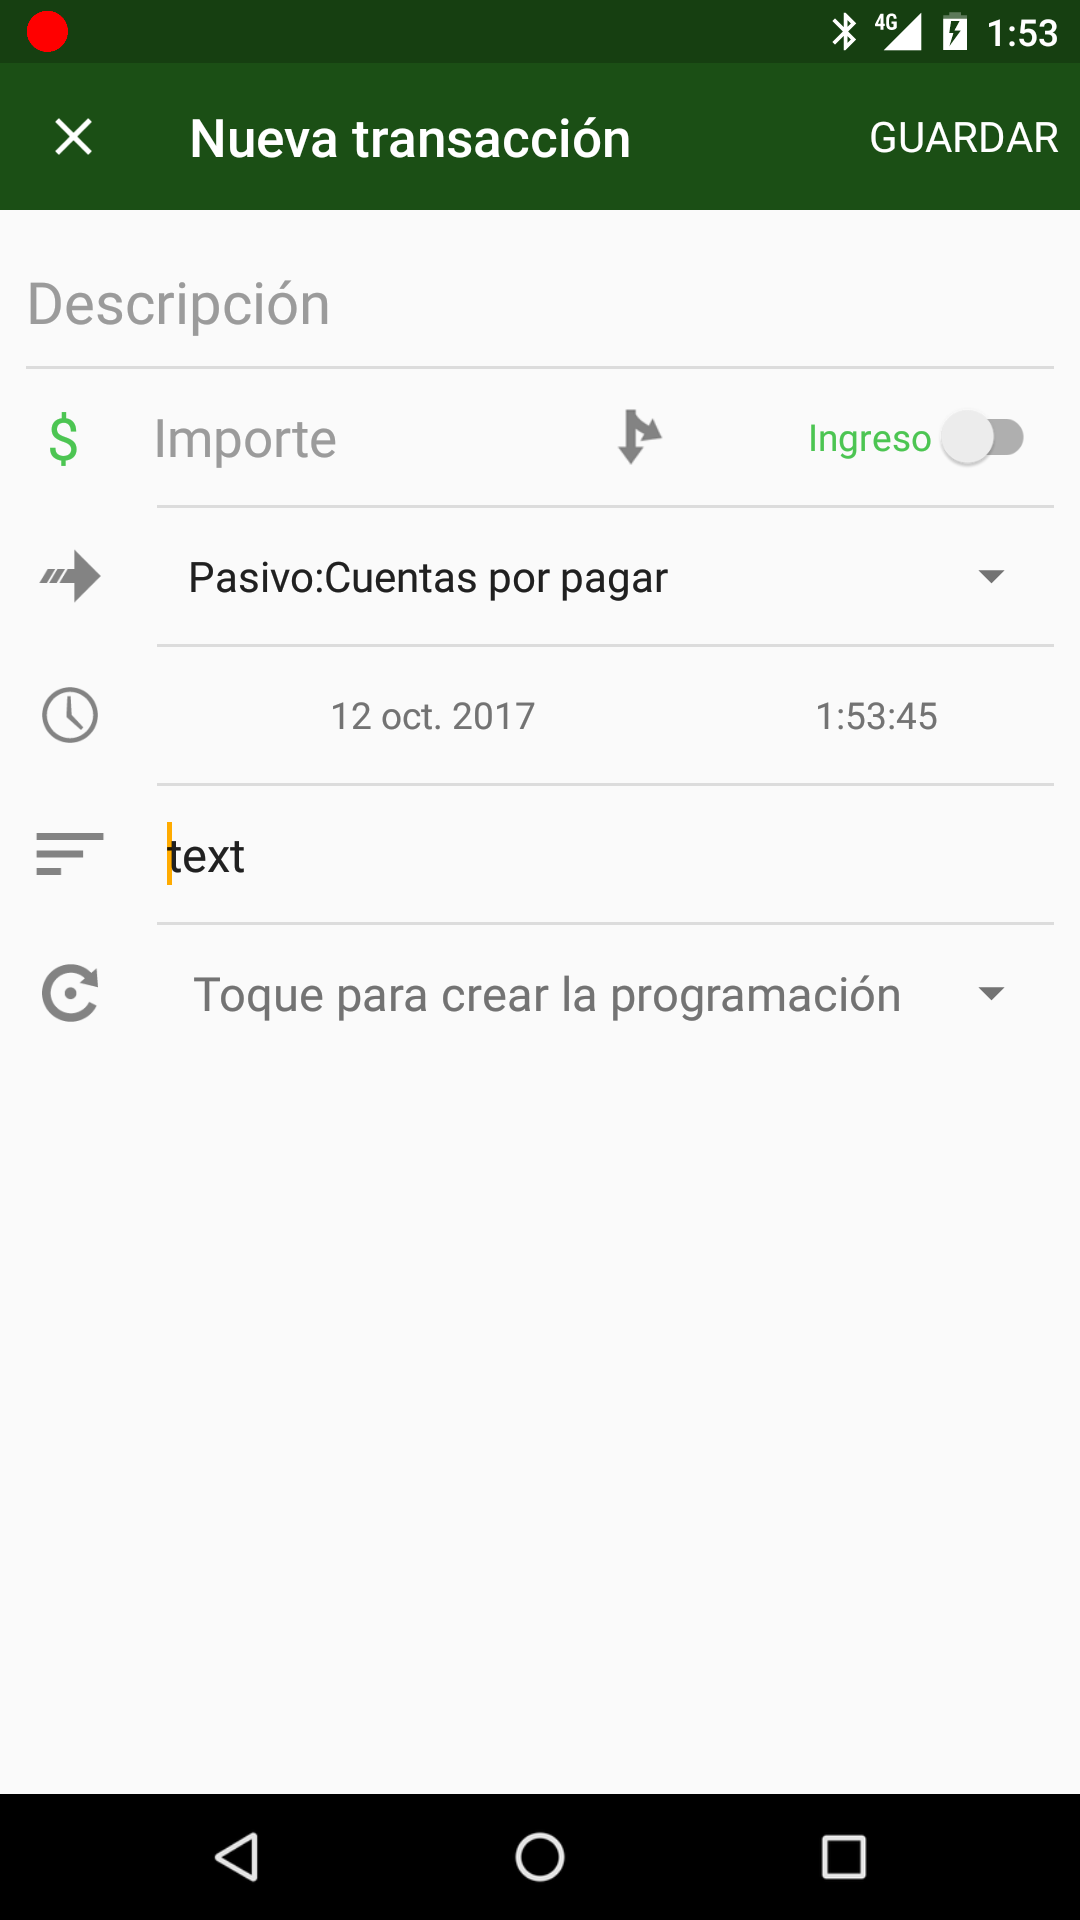 4G 1:53
Nueva transacción GUARDAR
Descripción
$ Importe Ingreso
Pasivo:Cuentas por pagar
12 oct. 2017 1:53:45
text
Toque para crear la programación